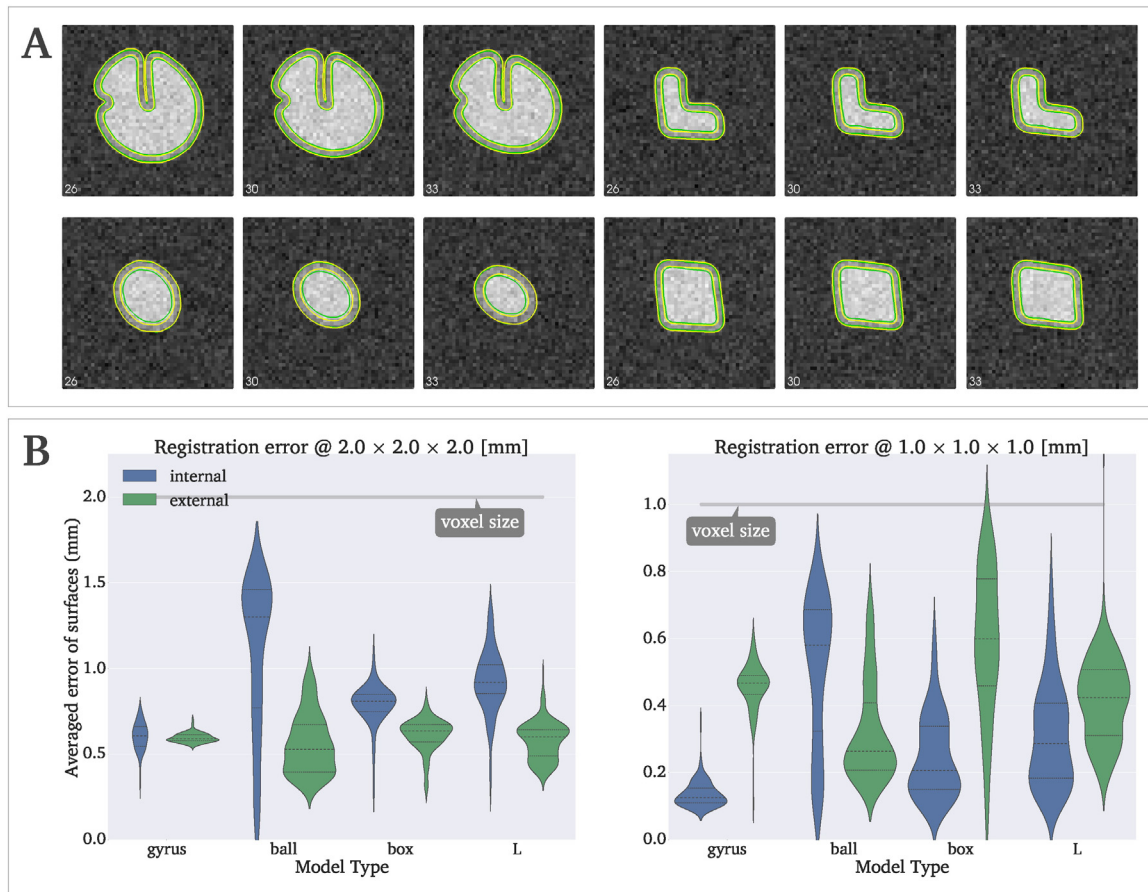 A
26
30
33
26
30
33
26
30
33
26
30
33
B
Registration error @ 2.0 × 2.0 × 2.0 [mm]
internal
external
voxel size
Averaged error of surfaces (mm)
2.0
1.5
1.0
0.5
0.0
gyrus ball box L
Model Type
Registration error @ 1.0 × 1.0 × 1.0 [mm]
voxel size
1.0
0.8
0.6
0.4
0.2
0.0
gyrus ball box L
Model Type